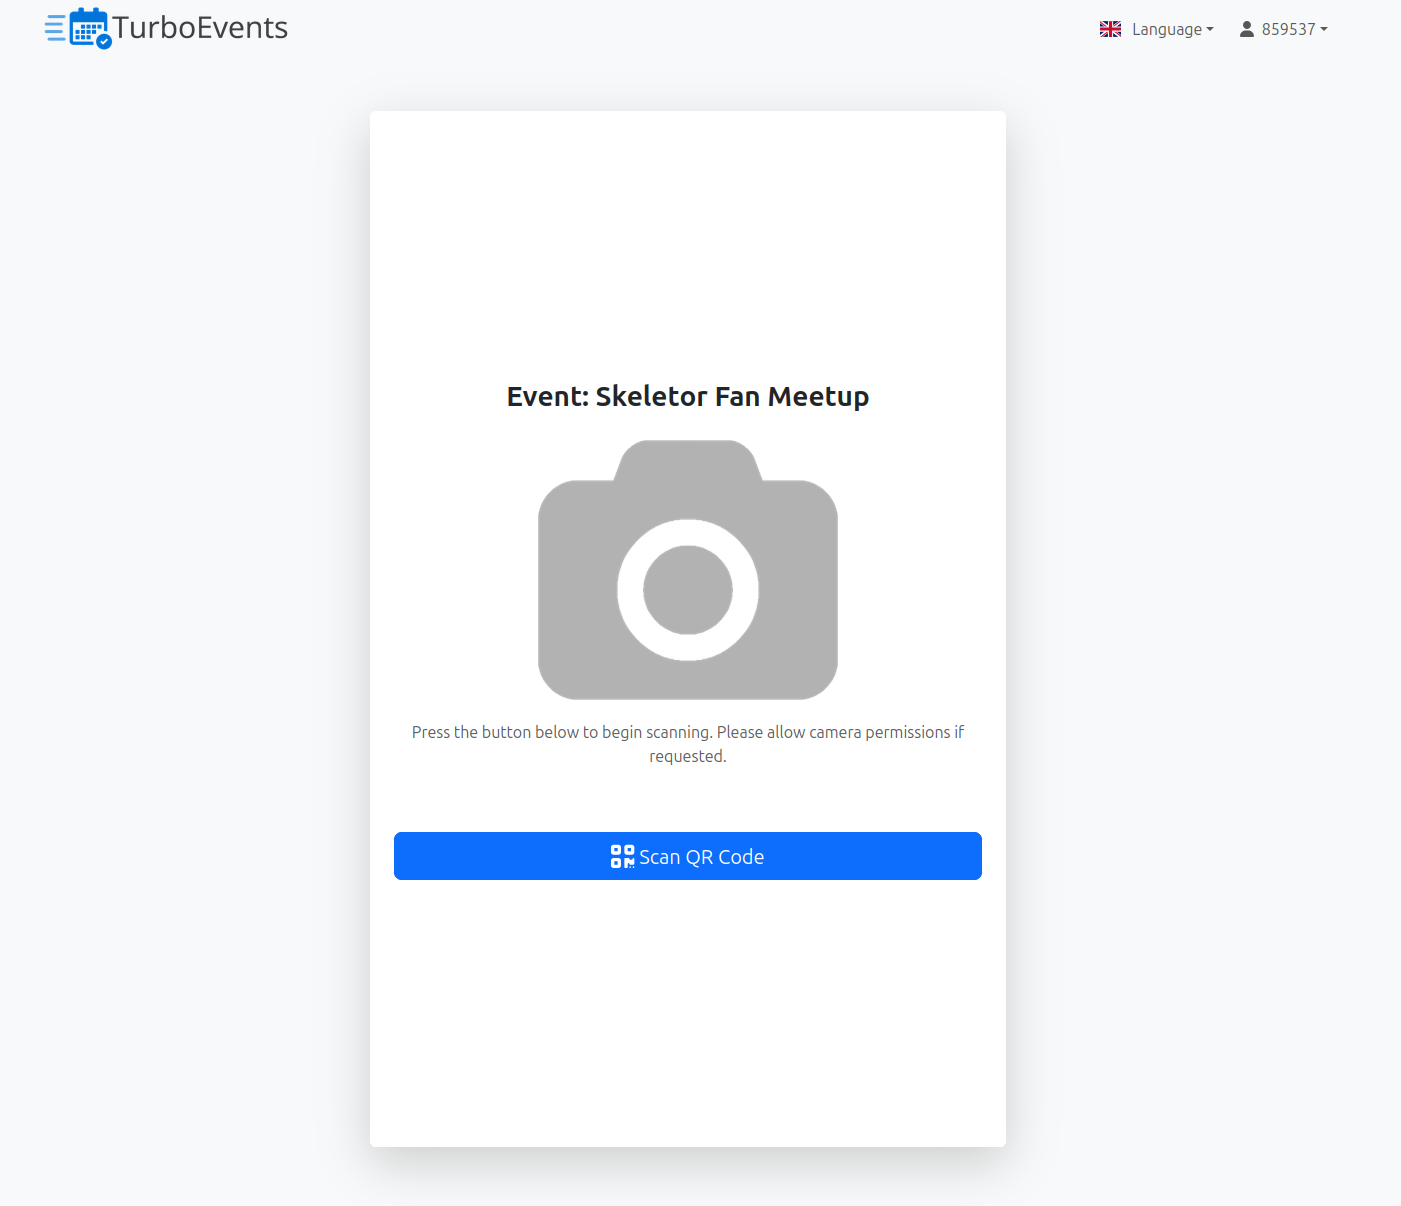 TurboEvents
Language
859537
Event: Skeletor Fan Meetup
Press the button below to begin scanning. Please allow camera permissions if
requested.
Scan QR Code